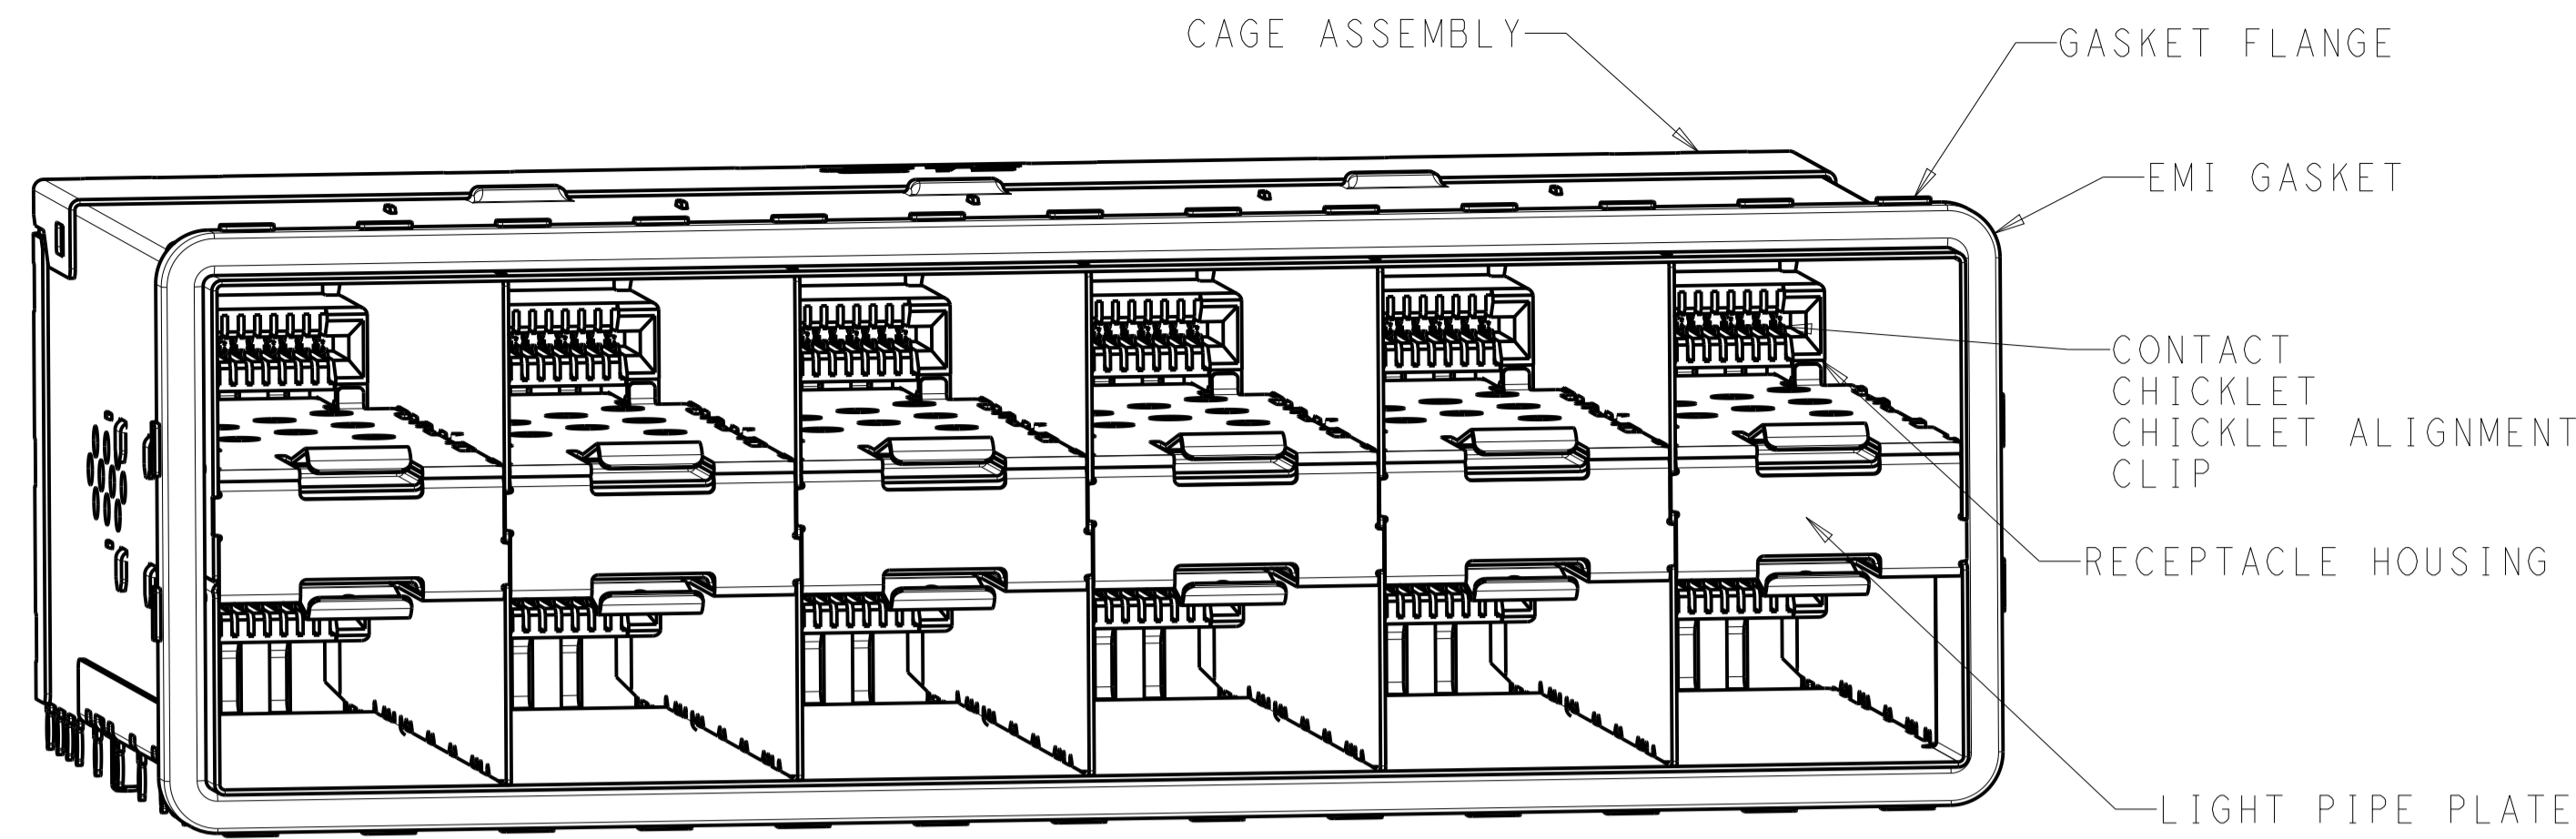 CAGE ASSEMBLY
GASKET FLANGE
EMI GASKET
CONTACT
CHICKLET
CHICKLET ALIGNMENT
CLIP
RECEPTACLE HOUSING
LIGHT PIPE PLATE